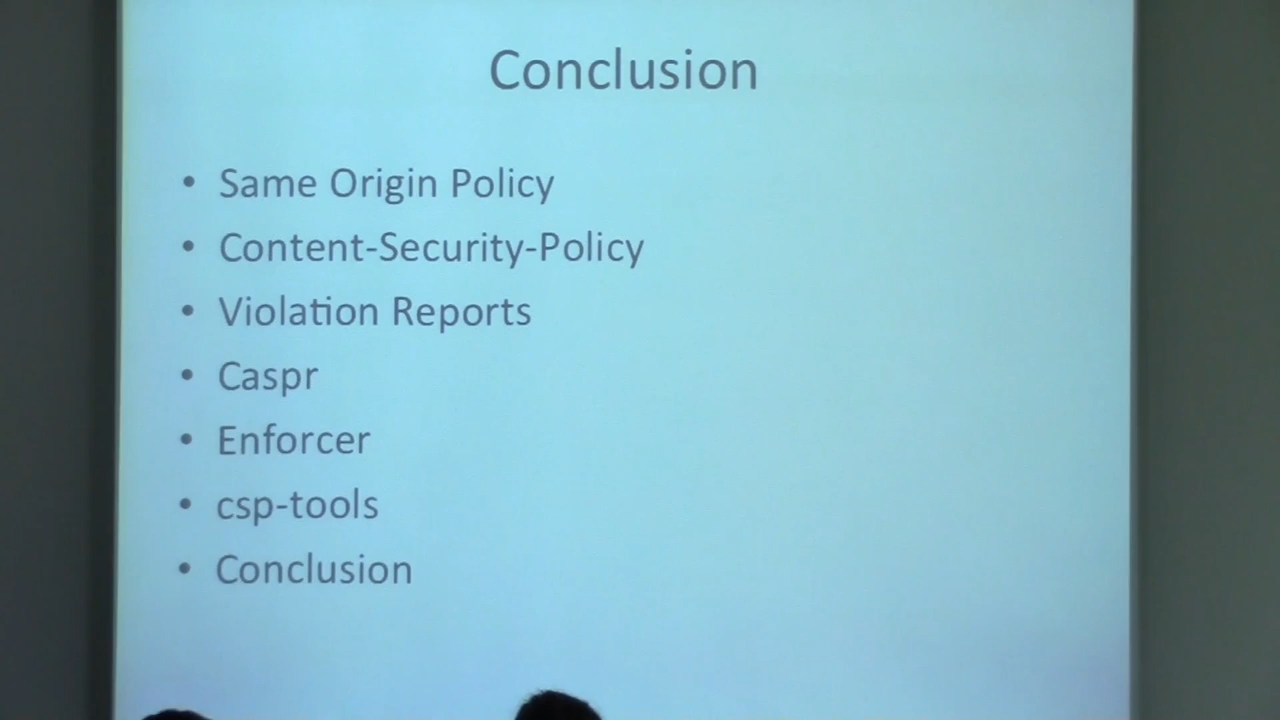 Conclusion
• Same Origin Policy
• Content-Security-Policy
• Violation Reports
• Caspr
• Enforcer
• csp-tools
• Conclusion